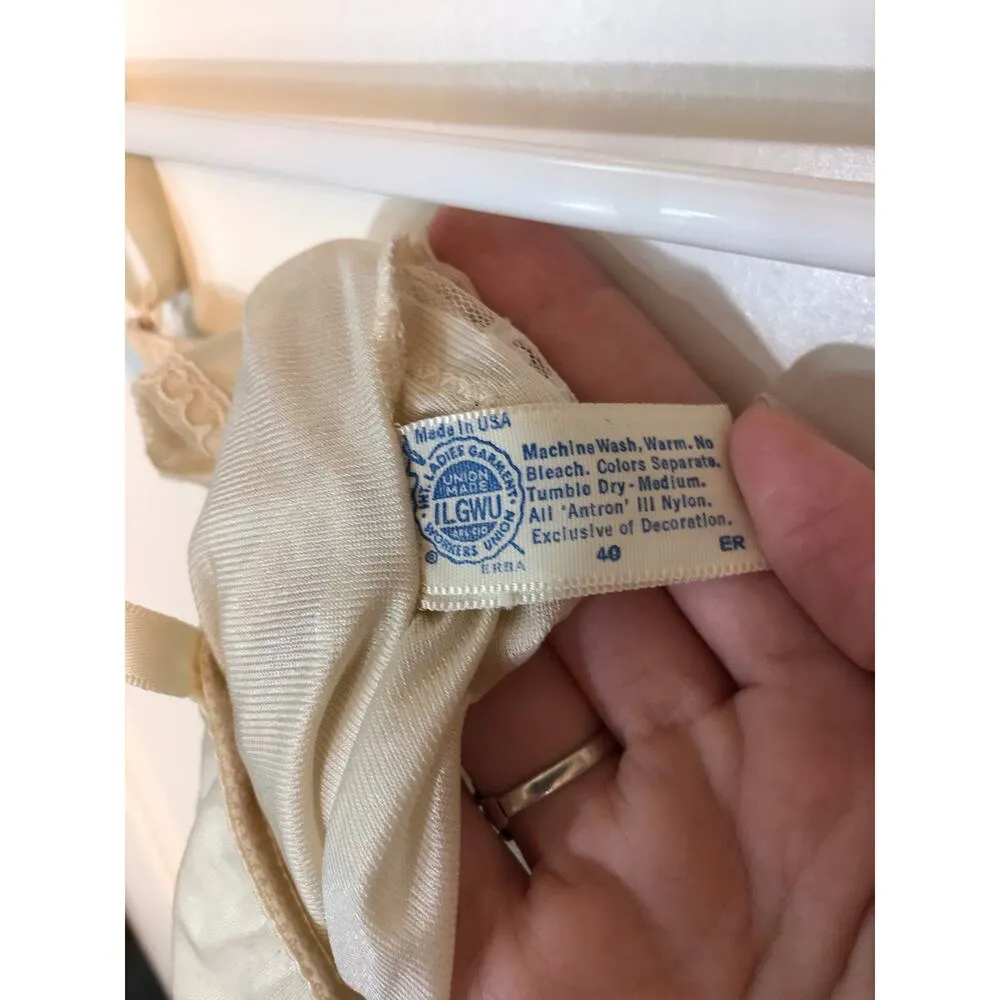 Made in USA
INT. LADIES GARMENT
UNION
MADE
ILGWU
WORKERS UNION
®
Machine Wash, Warm. No
Bleach. Colors Separate.
Tumble Dry - Medium.
All 'Antron' III Nylon.
Exclusive of Decoration.
ERBA
40
ER